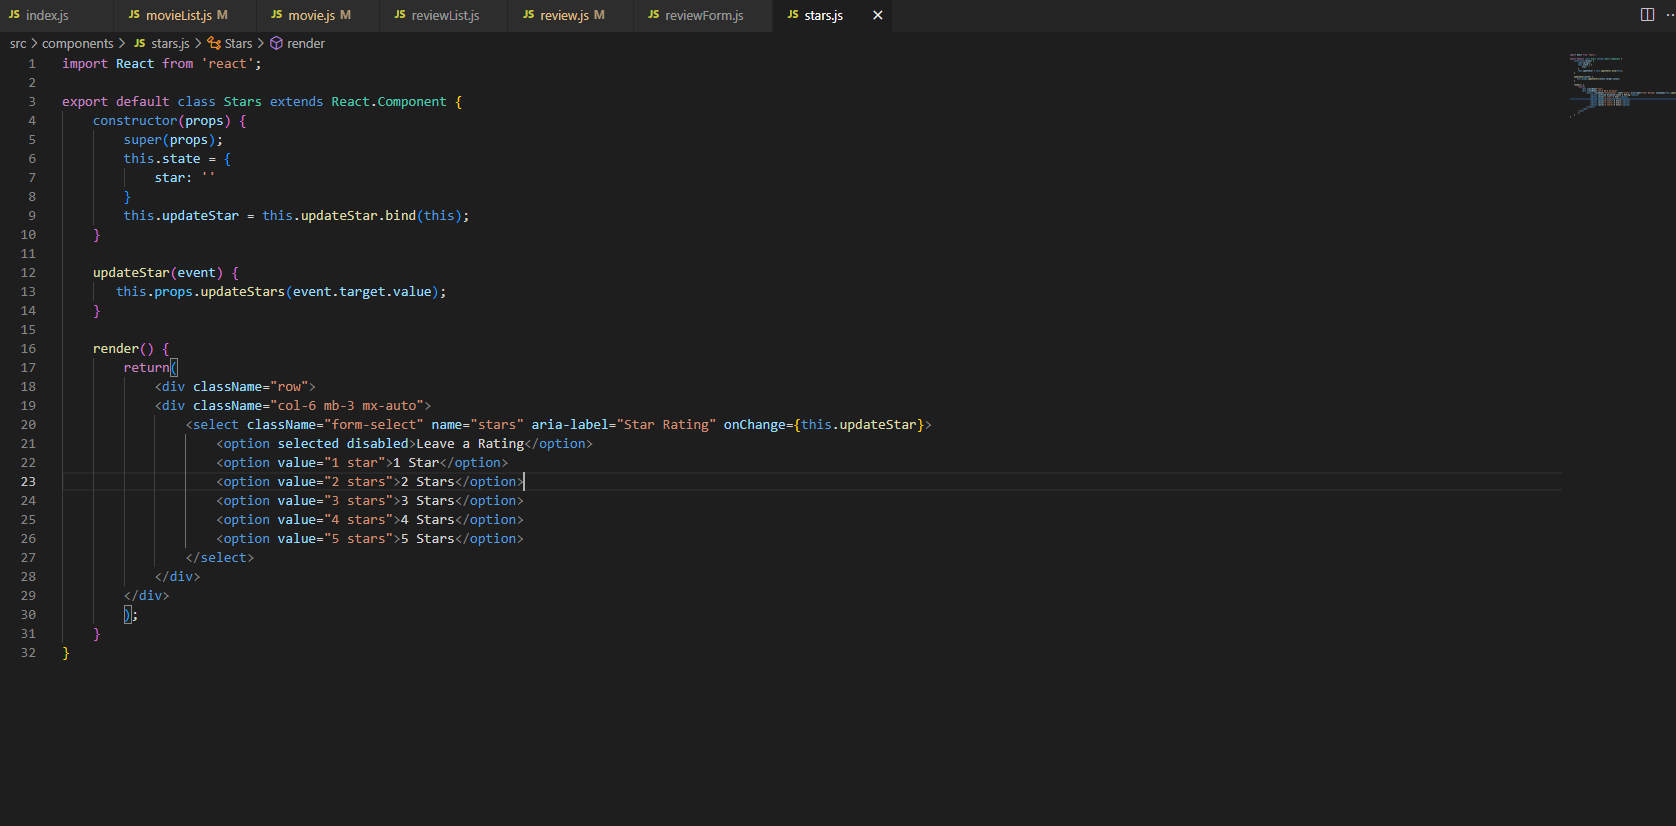 JS index.js JS movieList.js M JS movie.js M JS reviewList.js JS review.js M JS reviewForm.js JS stars.js ×
src > components > JS stars.js > Stars > render
1 import React from 'react';
2
3 export default class Stars extends React.Component {
4     constructor(props) {
5         super(props);
6         this.state = {
7             star: ''
8         }
9         this.updateStar = this.updateStar.bind(this);
10     }
11
12     updateStar(event) {
13        this.props.updateStars(event.target.value);
14     }
15
16     render() {
17         return(
18             <div className="row">
19             <div className="col-6 mb-3 mx-auto">
20                 <select className="form-select" name="stars" aria-label="Star Rating" onChange={this.updateStar}>
21                     <option selected disabled>Leave a Rating</option>
22                     <option value="1 star">1 Star</option>
23                     <option value="2 stars">2 Stars</option>
24                     <option value="3 stars">3 Stars</option>
25                     <option value="4 stars">4 Stars</option>
26                     <option value="5 stars">5 Stars</option>
27                 </select>
28             </div>
29         </div>
30         );
31     }
32 }